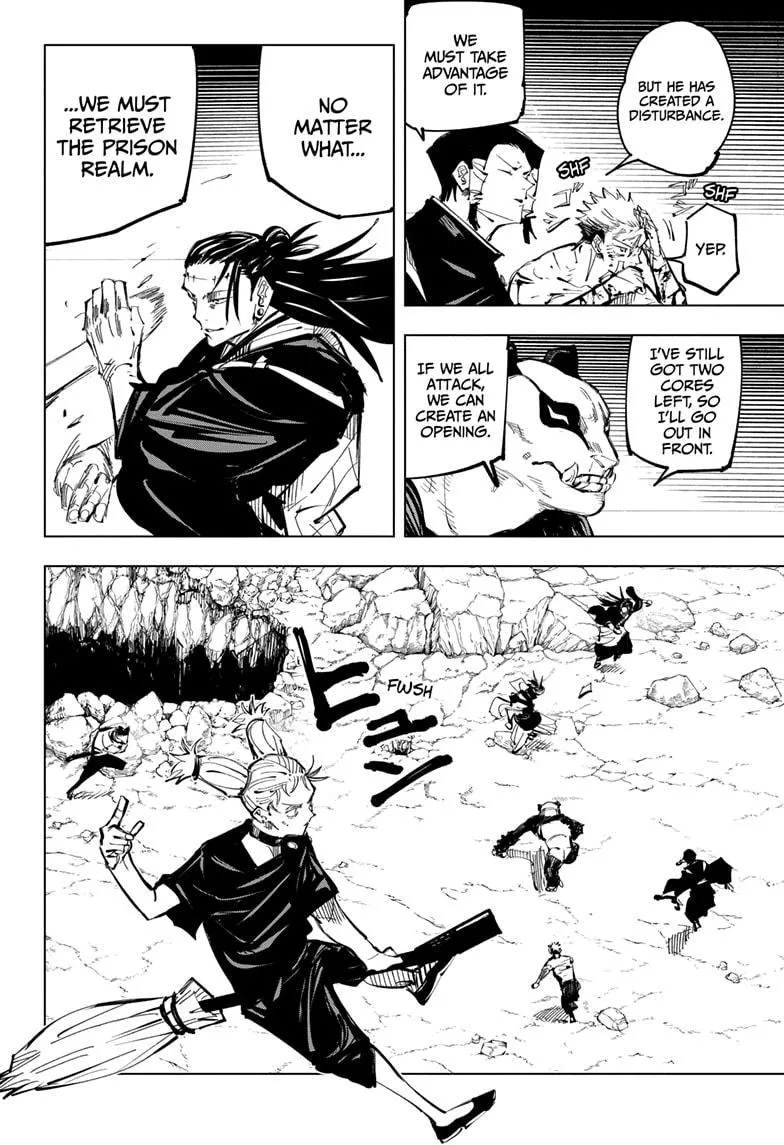 BUT HE HAS
CREATED A
DISTURBANCE.
WE
MUST TAKE
ADVANTAGE
OF IT.
SHF
ゴ
SHF
ゴ
YEP.
NO
MATTER
WHAT...
...WE MUST
RETRIEVE
THE PRISON
REALM.
I'VE STILL
GOT TWO
CORES
LEFT, SO
I'LL GO
OUT IN
FRONT.
IF WE ALL
ATTACK,
WE CAN
CREATE AN
OPENING.
ヒュン
FWSH